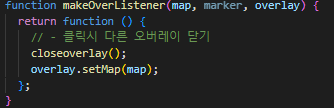 function makeOverListener(map, marker, overlay) {
  return function () {
    // - 클릭시 다른 오버레이 닫기
    closeoverlay();
    overlay.setMap(map);
  };
}